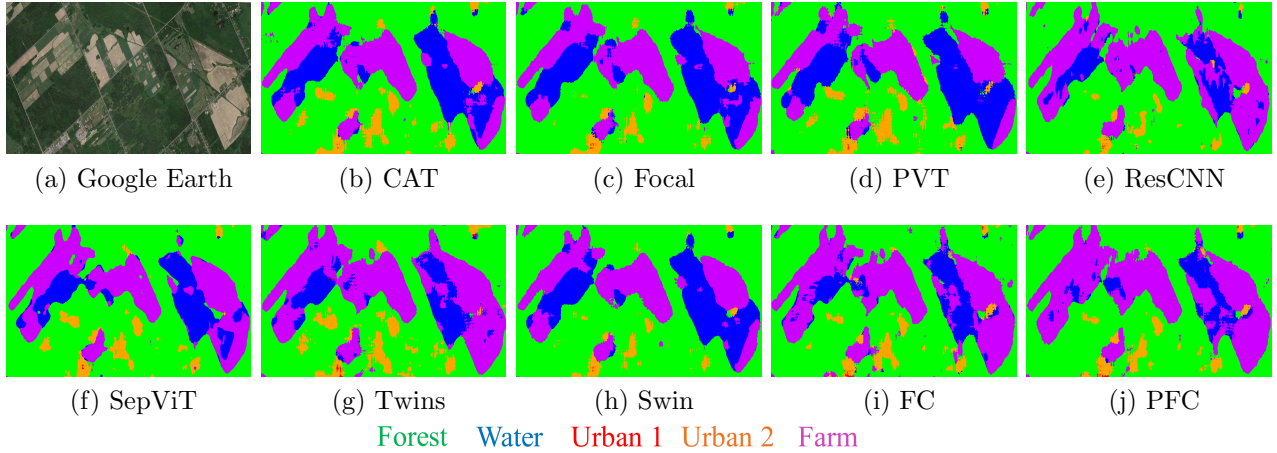 (a) Google Earth (b) CAT (c) Focal (d) PVT (e) ResCNN
(f) SepViT (g) Twins (h) Swin (i) FC (j) PFC
Forest Water Urban 1 Urban 2 Farm